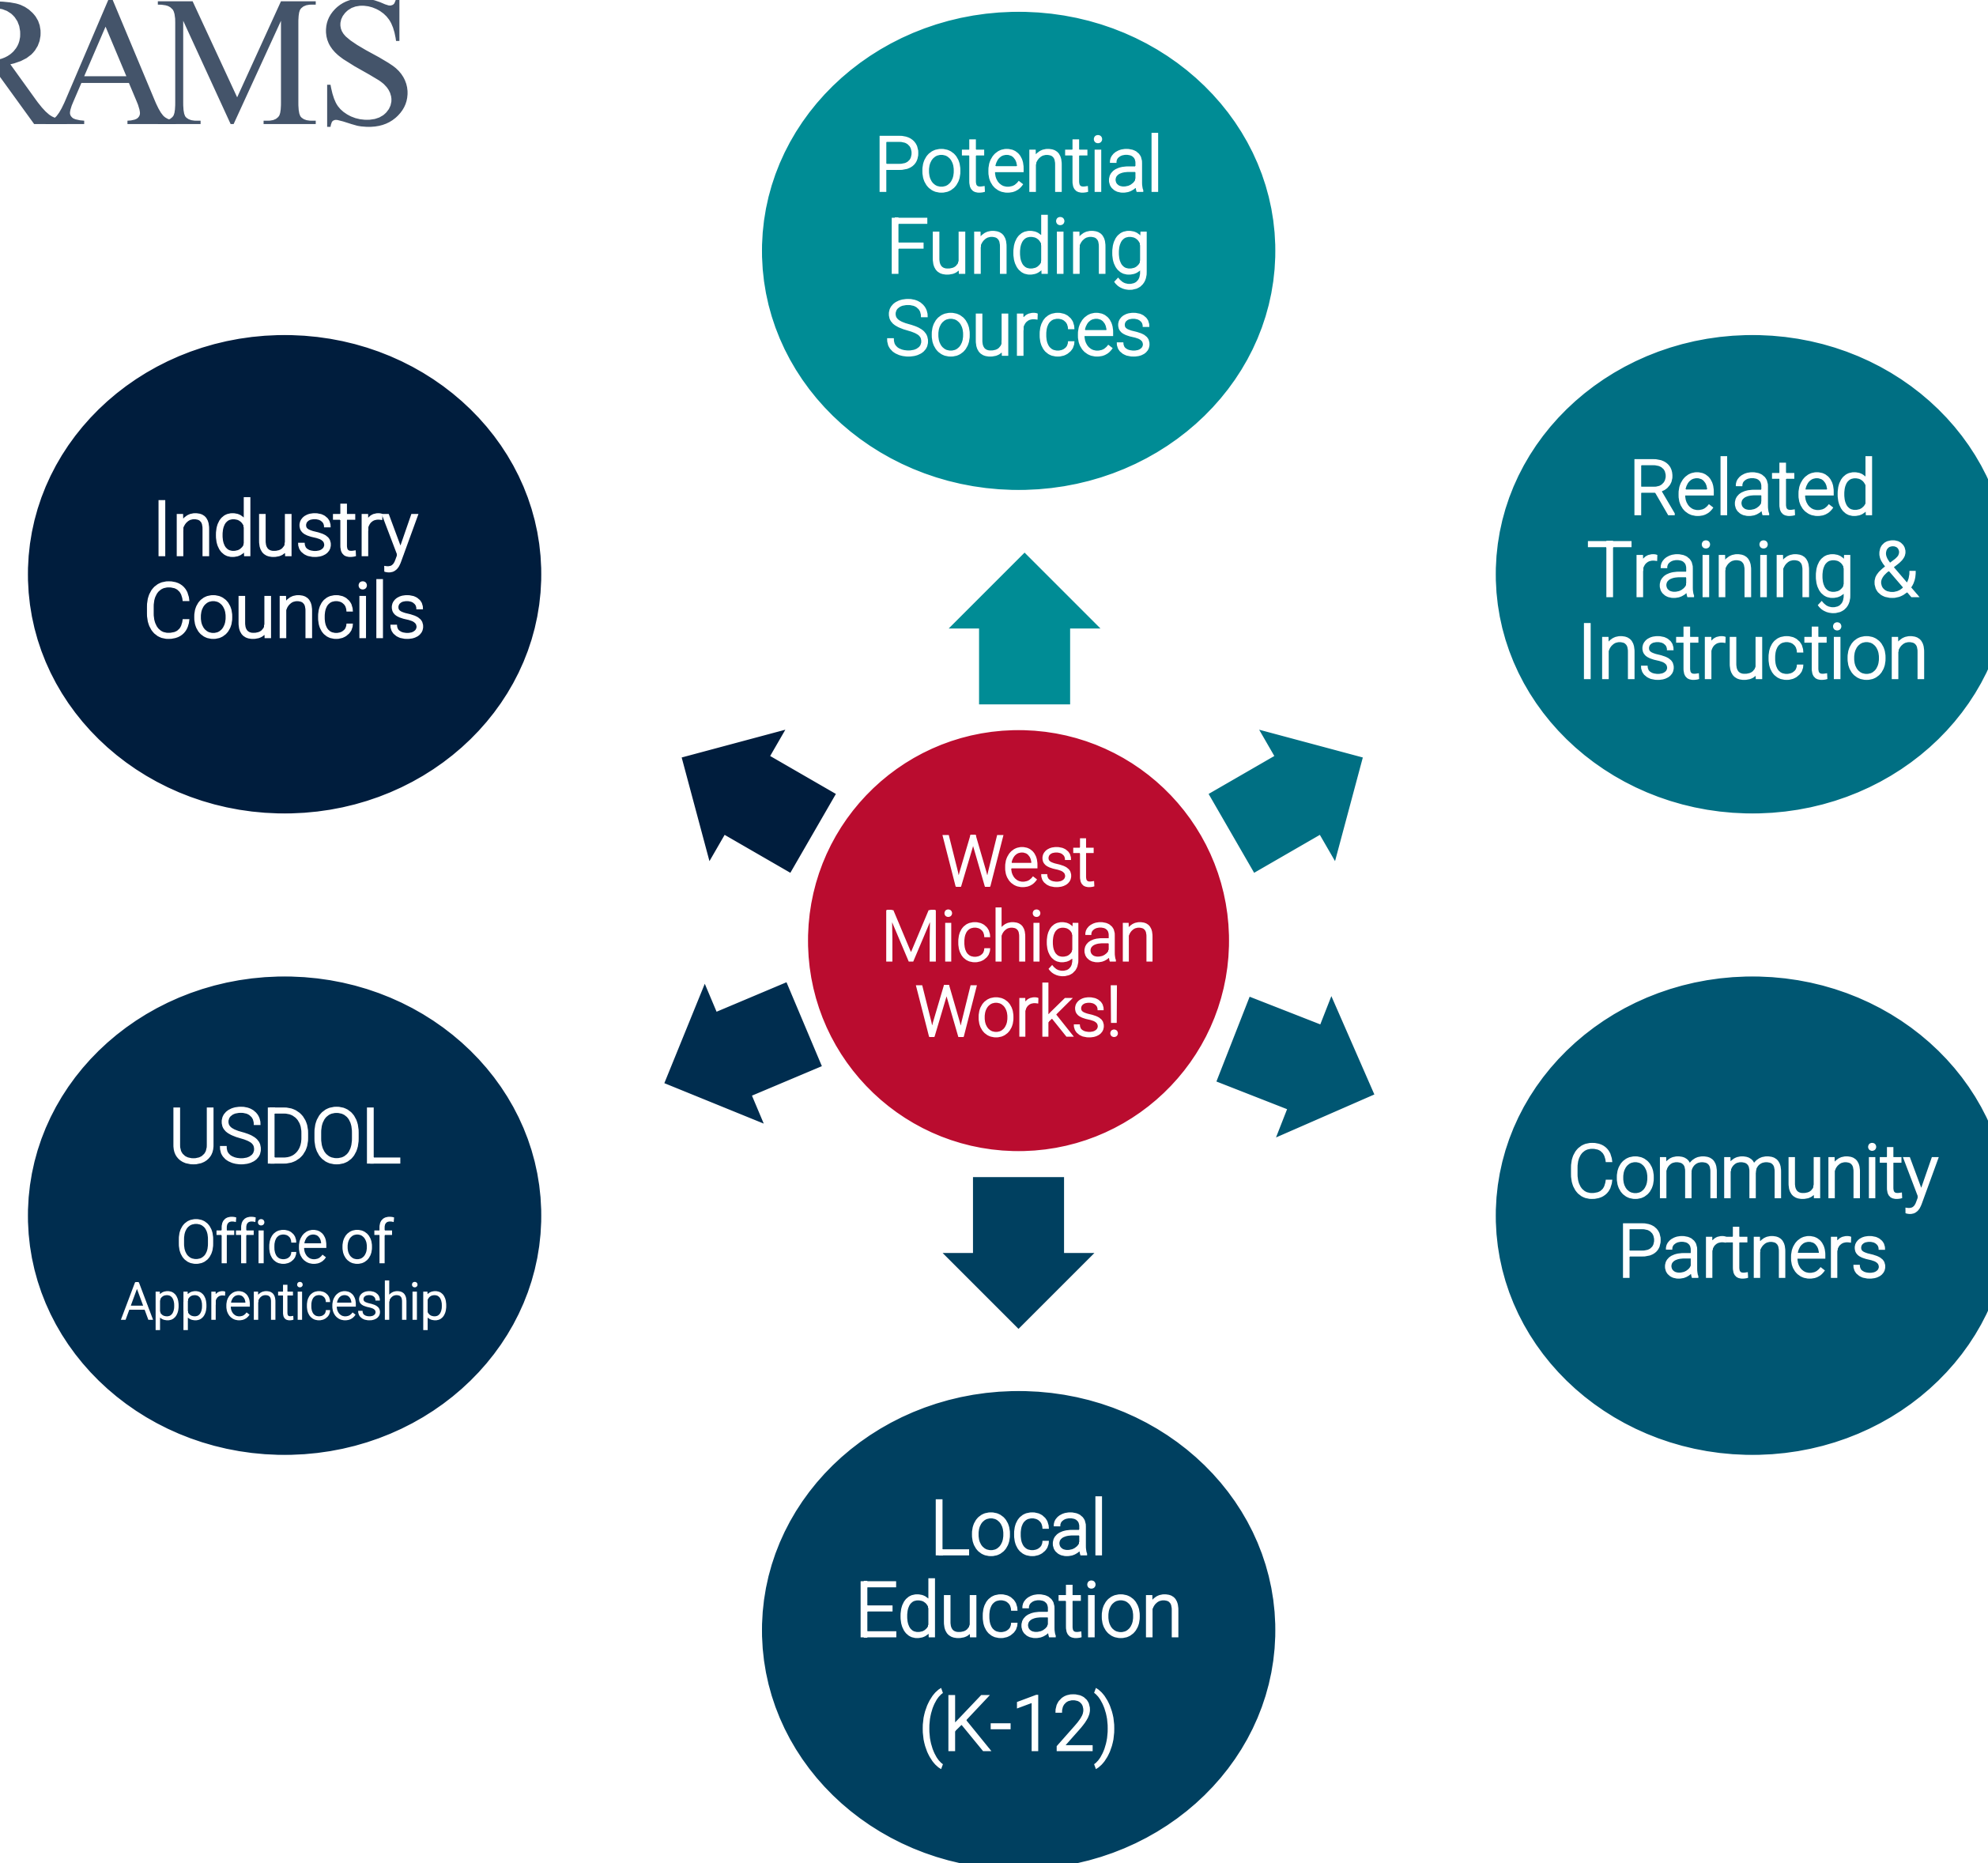 RAMS
Potential
Funding
Sources
Related
Training &
Instruction
Community
Partners
Local
Education
(K-12)
USDOL
Office of
Apprenticeship
Industry
Councils
West
Michigan
Works!